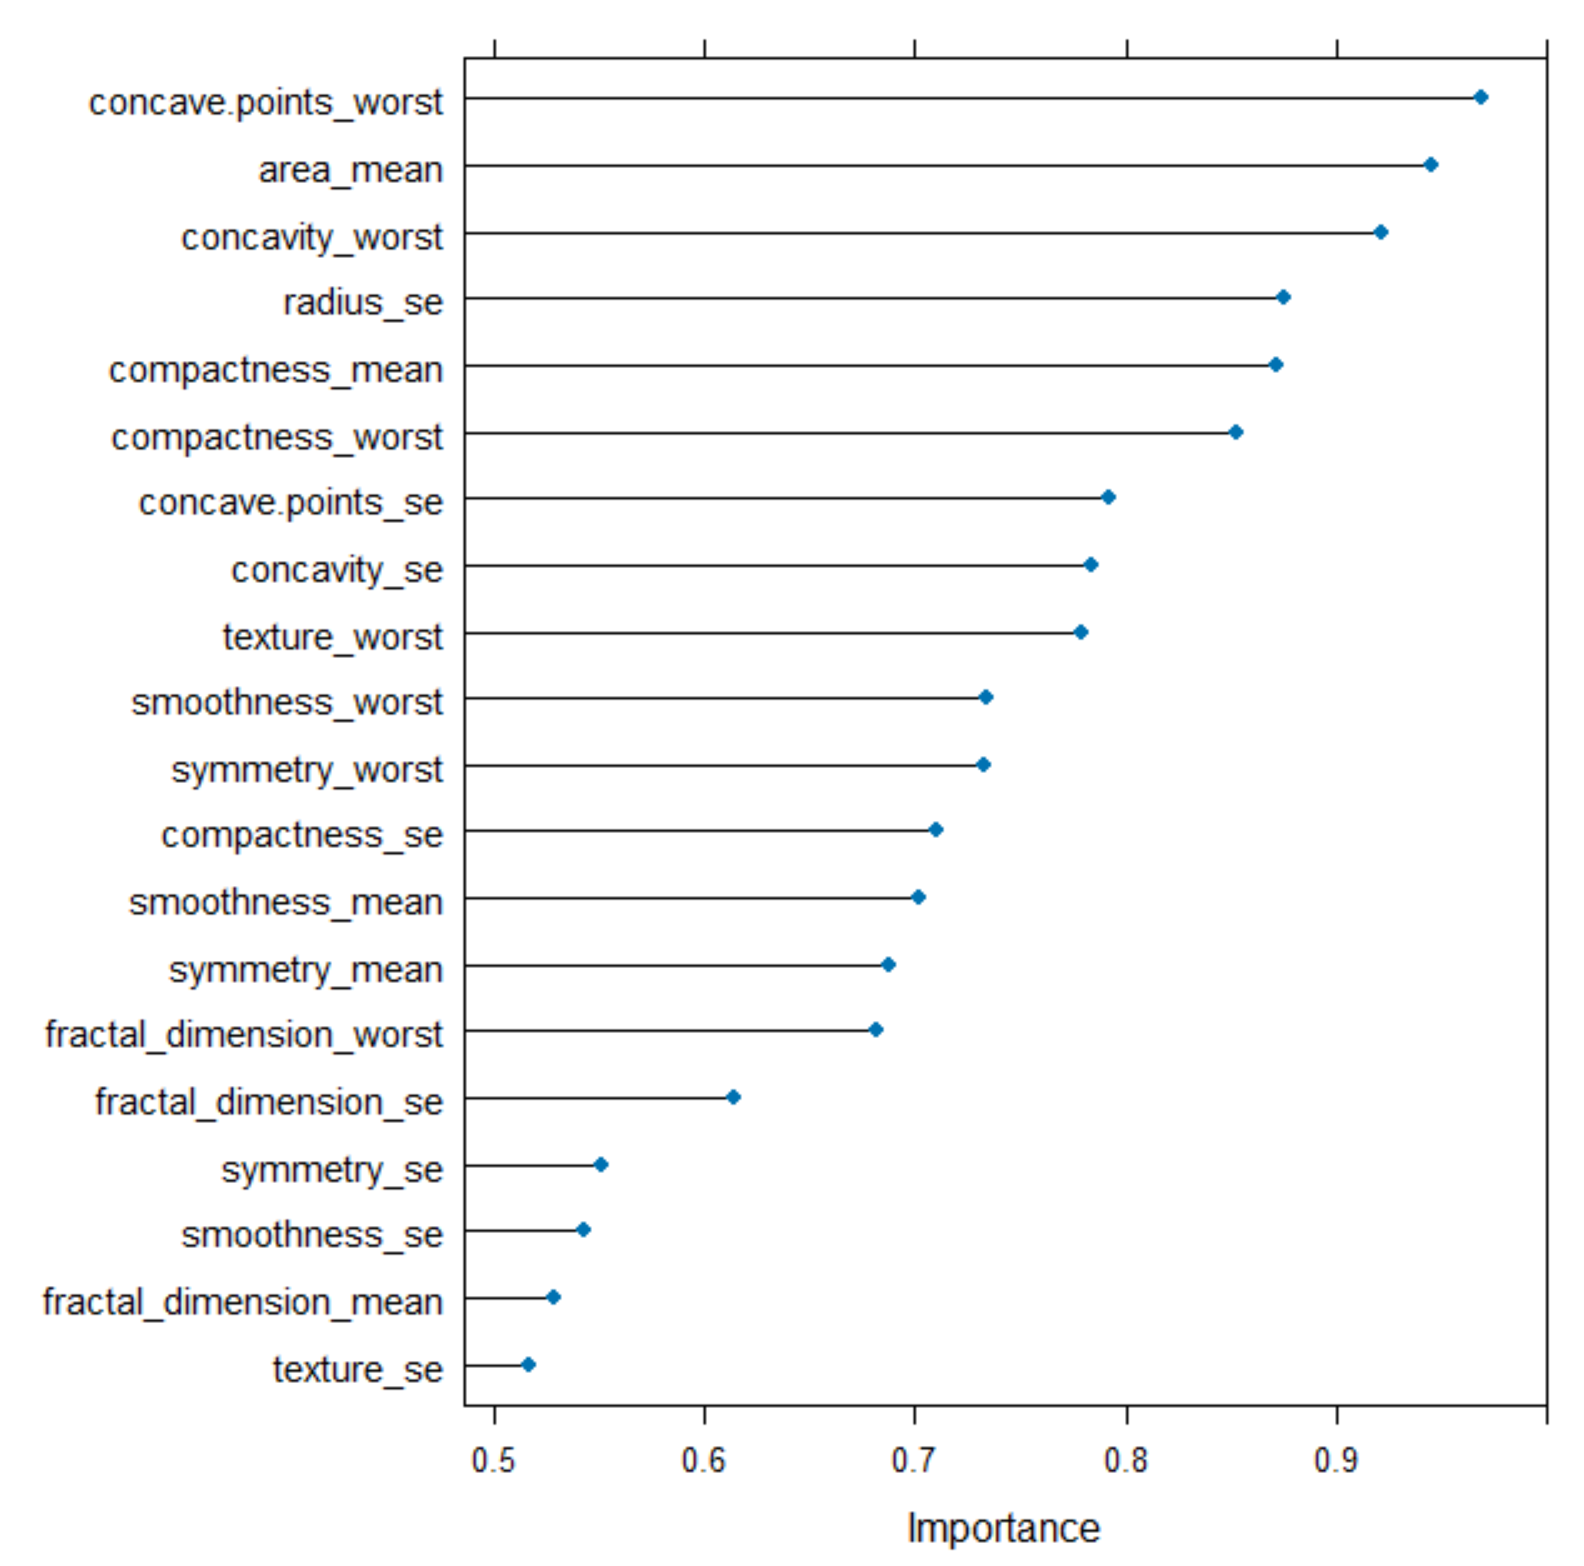 concave.points_worst
area_mean
concavity_worst
radius_se
compactness_mean
compactness_worst
concave.points_se
concavity_se
texture_worst
smoothness_worst
symmetry_worst
compactness_se
smoothness_mean
symmetry_mean
fractal_dimension_worst
fractal_dimension_se
symmetry_se
smoothness_se
fractal_dimension_mean
texture_se
0.5 0.6 0.7 0.8 0.9
Importance